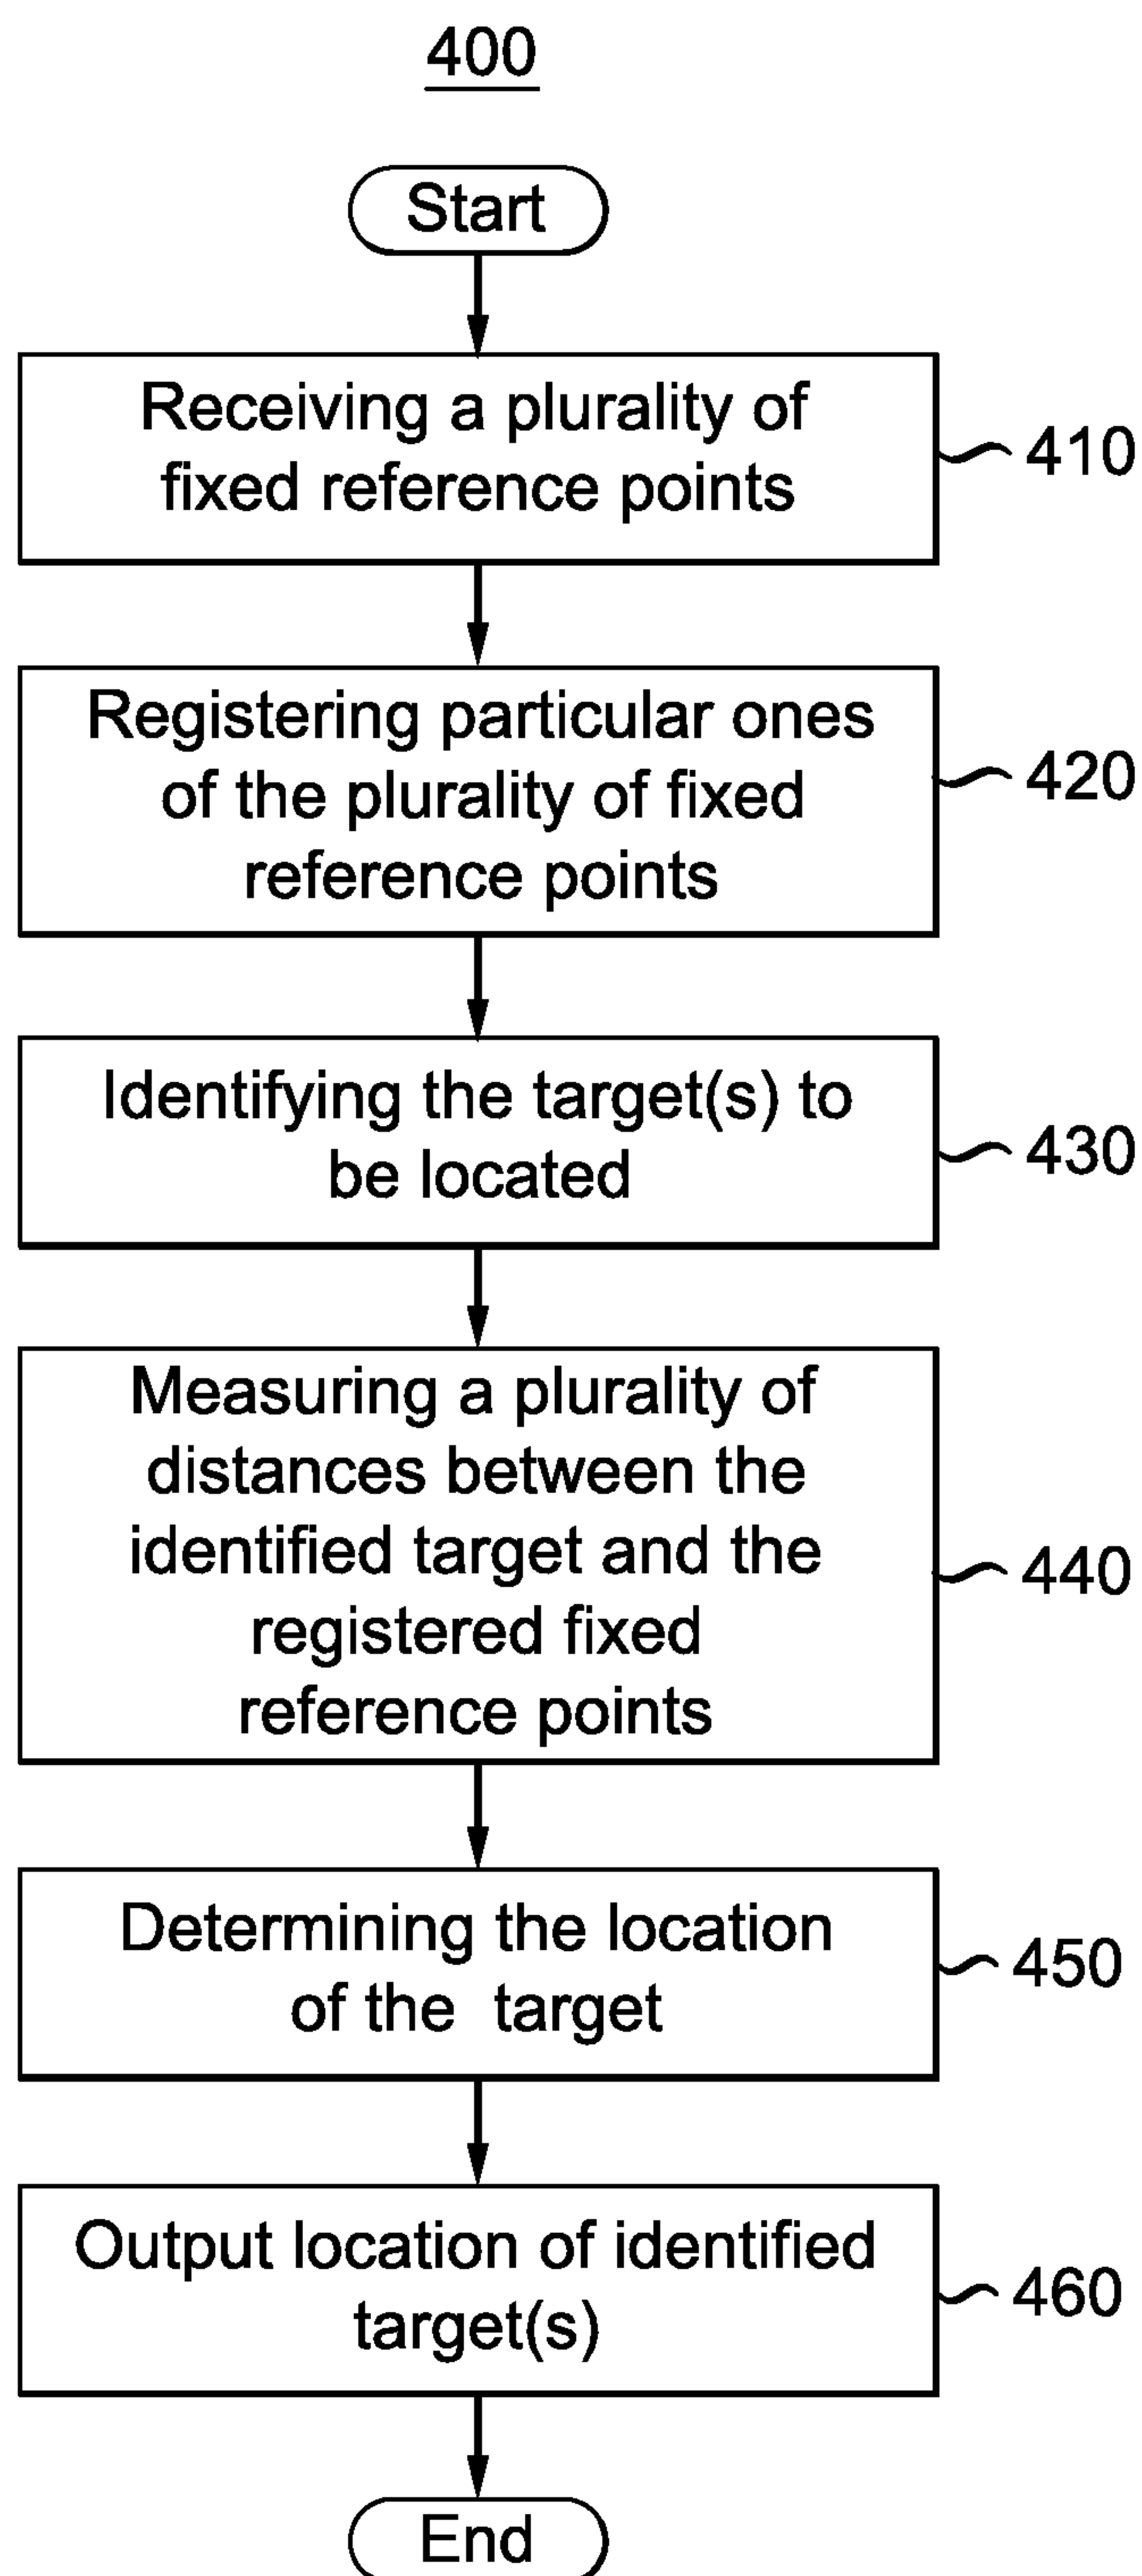 400
Start
Receiving a plurality of
fixed reference points
410
Registering particular ones
of the plurality of fixed
reference points
420
Identifying the target(s) to
be located
430
Measuring a plurality of
distances between the
identified target and the
registered fixed
reference points
440
Determining the location
of the target
450
Output location of identified
target(s)
460
End